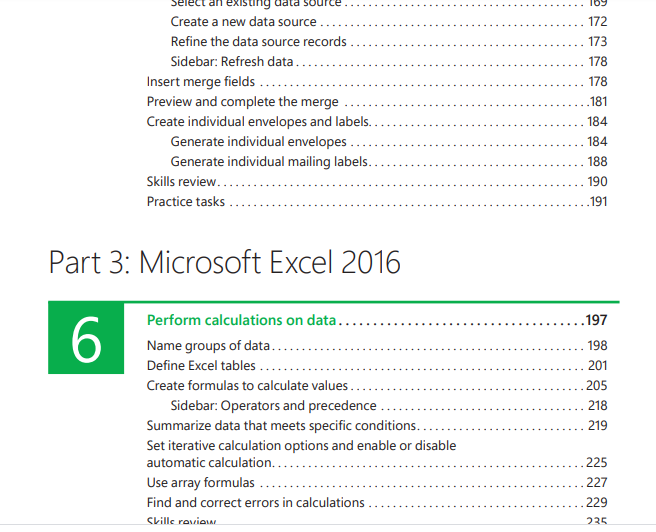 Select an existing data source . . . . . . . . . . . . . . . . . . . . . . . . . . . . . . . . . . . . 169
Create a new data source . . . . . . . . . . . . . . . . . . . . . . . . . . . . . . . . . . . . . . . . 172
Refine the data source records . . . . . . . . . . . . . . . . . . . . . . . . . . . . . . . . . . . 173
Sidebar: Refresh data . . . . . . . . . . . . . . . . . . . . . . . . . . . . . . . . . . . . . . . . . . . . 178
Insert merge fields . . . . . . . . . . . . . . . . . . . . . . . . . . . . . . . . . . . . . . . . . . . . . . . . . 178
Preview and complete the merge . . . . . . . . . . . . . . . . . . . . . . . . . . . . . . . . . . . .181
Create individual envelopes and labels. . . . . . . . . . . . . . . . . . . . . . . . . . . . . . . . 184
Generate individual envelopes . . . . . . . . . . . . . . . . . . . . . . . . . . . . . . . . . . . 184
Generate individual mailing labels. . . . . . . . . . . . . . . . . . . . . . . . . . . . . . . . 188
Skills review. . . . . . . . . . . . . . . . . . . . . . . . . . . . . . . . . . . . . . . . . . . . . . . . . . . . . . . 190
Practice tasks . . . . . . . . . . . . . . . . . . . . . . . . . . . . . . . . . . . . . . . . . . . . . . . . . . . . . .191
Part 3: Microsoft Excel 2016
6
Perform calculations on data. . . . . . . . . . . . . . . . . . . . . . . . . . . . . . . . . . . .197
Name groups of data. . . . . . . . . . . . . . . . . . . . . . . . . . . . . . . . . . . . . . . . . . . . . . . 198
Define Excel tables . . . . . . . . . . . . . . . . . . . . . . . . . . . . . . . . . . . . . . . . . . . . . . . . . 201
Create formulas to calculate values. . . . . . . . . . . . . . . . . . . . . . . . . . . . . . . . . . . 205
Sidebar: Operators and precedence . . . . . . . . . . . . . . . . . . . . . . . . . . . . . . 218
Summarize data that meets specific conditions. . . . . . . . . . . . . . . . . . . . . . . . . 219
Set iterative calculation options and enable or disable
automatic calculation. . . . . . . . . . . . . . . . . . . . . . . . . . . . . . . . . . . . . . . . . . . . . . . 225
Use array formulas . . . . . . . . . . . . . . . . . . . . . . . . . . . . . . . . . . . . . . . . . . . . . . . . . 227
Find and correct errors in calculations . . . . . . . . . . . . . . . . . . . . . . . . . . . . . . . . 229
Skills review. . . . . . . . . . . . . . . . . . . . . . . . . . . . . . . . . . . . . . . . . . . . . . . . . . . . . . . 235